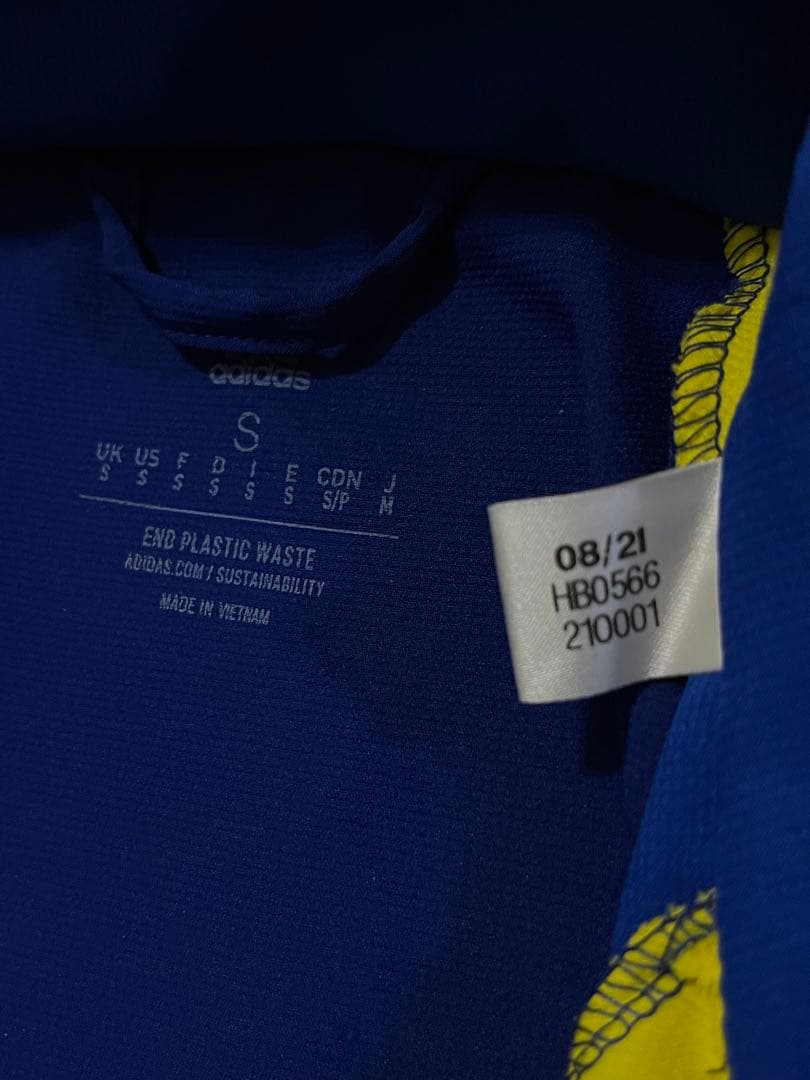 adidas
S
UK US F D I E CDN J
S S S S S S S/P M
END PLASTIC WASTE
ADIDAS.COM / SUSTAINABILITY
MADE IN VIETNAM
08/21
HB0566
210001